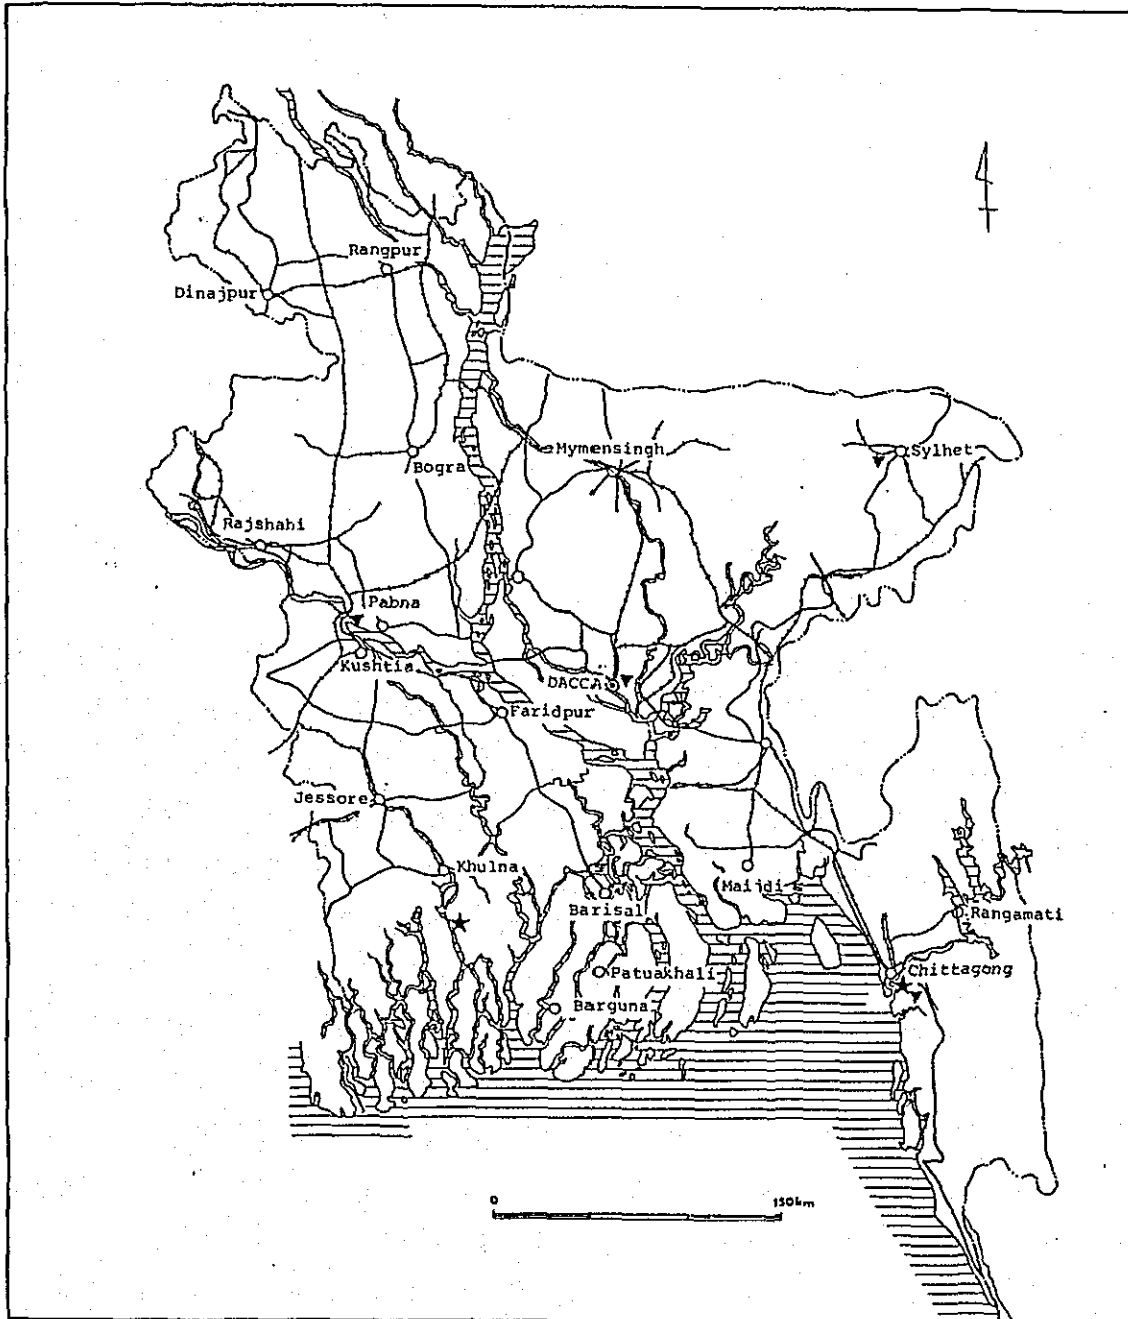 Rangpur
Dinajpur
Mymensingh
Sylhet
Bogra
Rajshahi
Pabna
Kushtia
DACCA
Faridpur
Jessore
Khulna
Maijdi
Barisal
Rangamati
Patuakhali
Chittagong
Barguna
0 150km